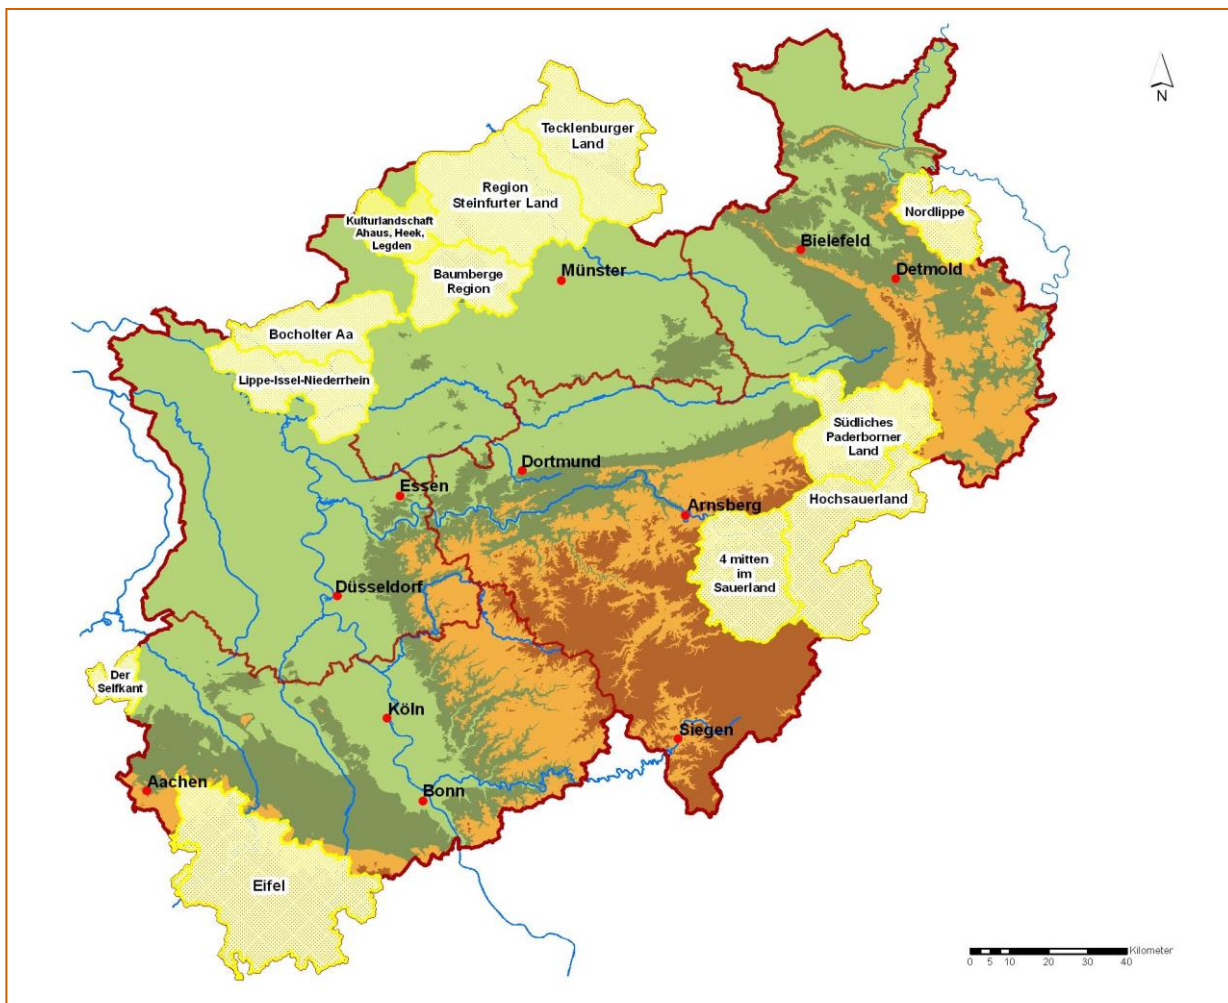 N
Tecklenburger
Land
Region
Steinfurter Land
Kulturlandschaft
Ahaus, Heek,
Legden
Nordlippe
Bielefeld
Detmold
Münster
Baumberge
Region
Bocholter Aa
Lippe-Issel-Niederrhein
Südliches
Paderborner
Land
Dortmund
Essen
Hochsauerland
Arnsberg
4 mitten
im
Sauerland
Düsseldorf
Der
Selfkant
Köln
Siegen
Aachen
Bonn
Eifel
Kilometer
0 5 10 20 30 40